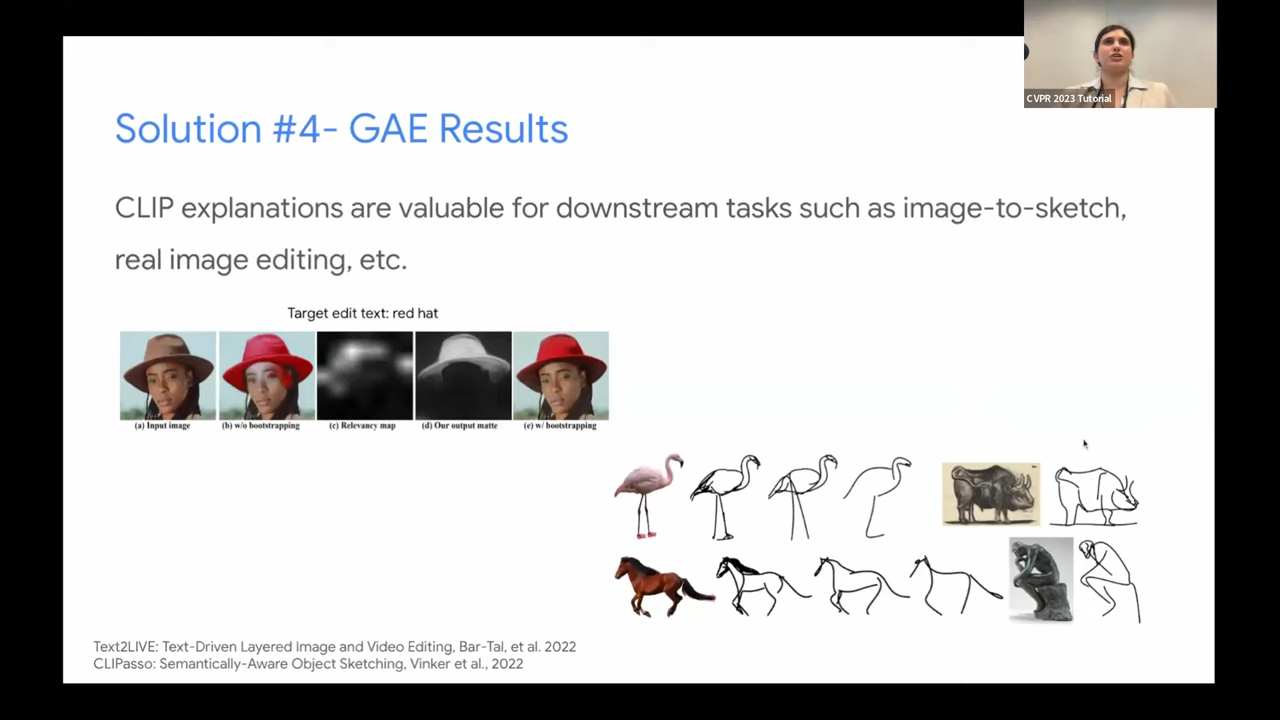 CVPR 2023 Tutorial
Solution #4- GAE Results
CLIP explanations are valuable for downstream tasks such as image-to-sketch,
real image editing, etc.
Target edit text: red hat
(a) Input image (b) w/o bootstrapping (c) Relevancy map (d) Our output matte (e) w/ bootstrapping
Text2LIVE: Text-Driven Layered Image and Video Editing, Bar-Tal, et al. 2022
CLIPasso: Semantically-Aware Object Sketching, Vinker et al., 2022